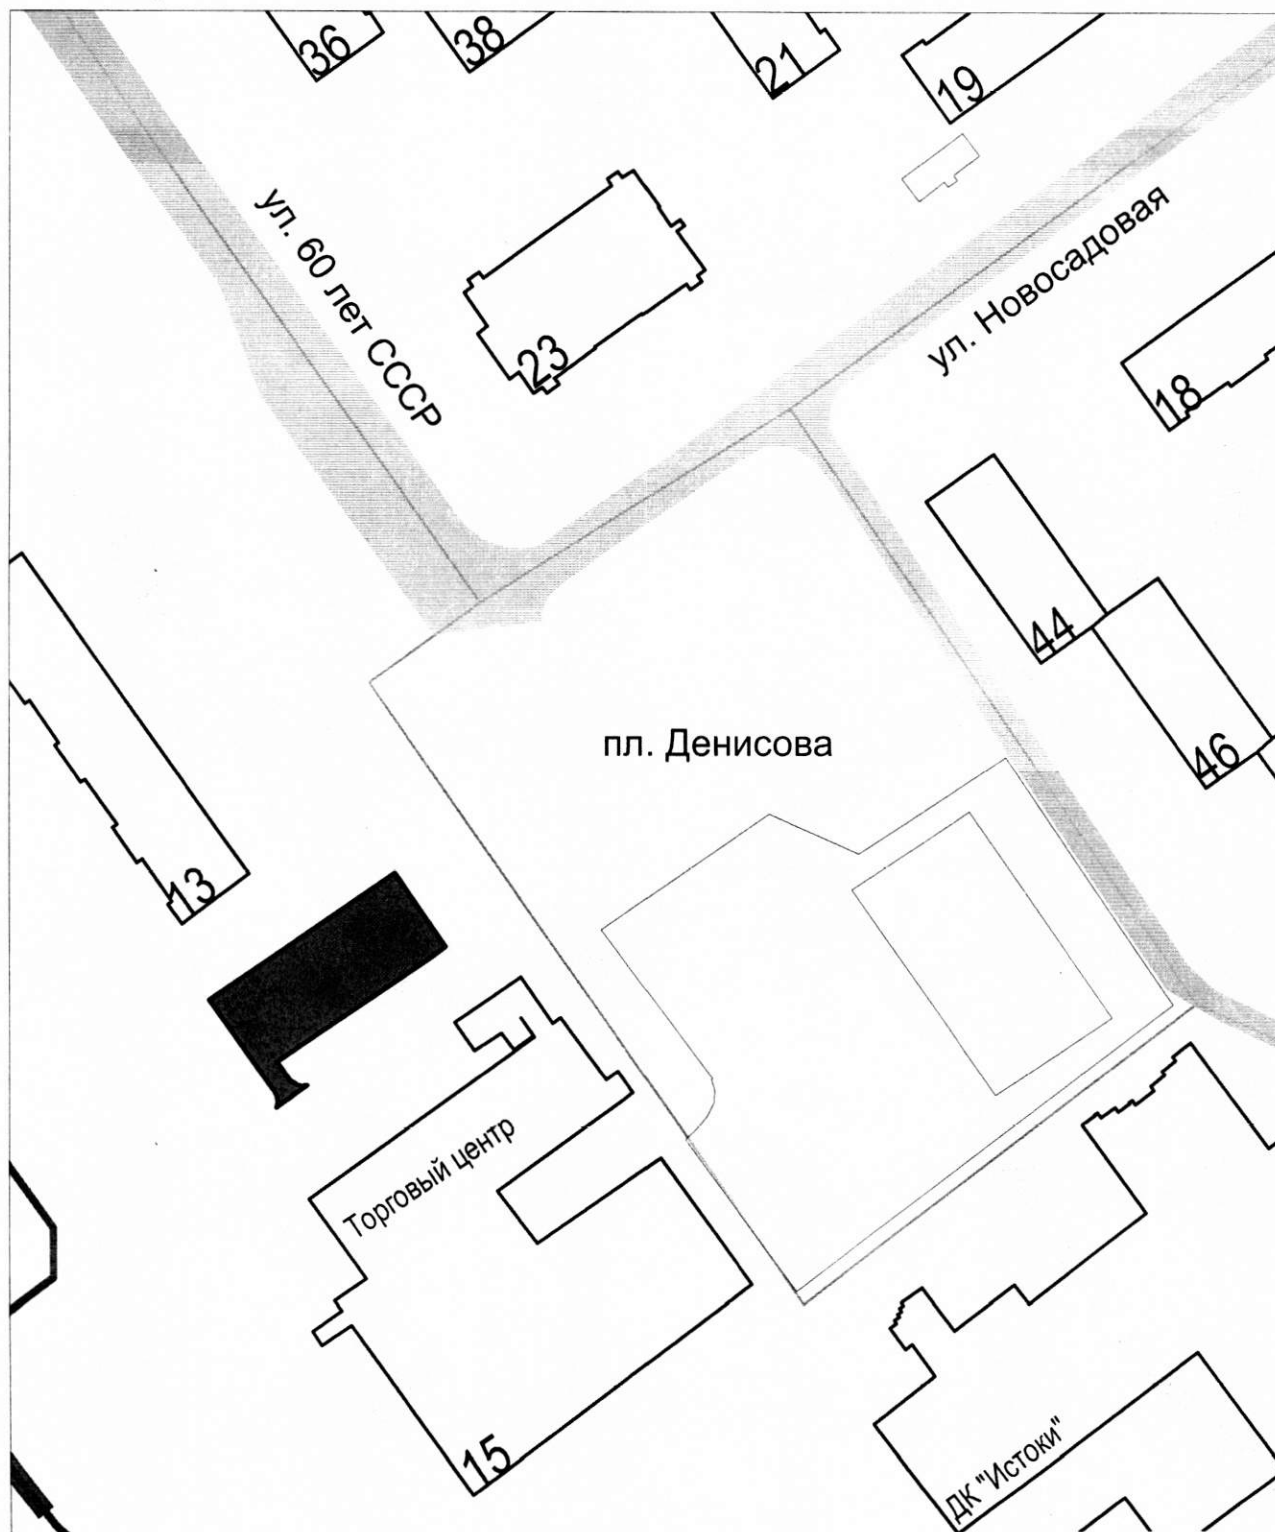 36
38
21
19
ул. 60 лет СССР
23
ул. Новосадовая
18
44
46
пл. Денисова
13
Торговый центр
15
ДК "Истоки"